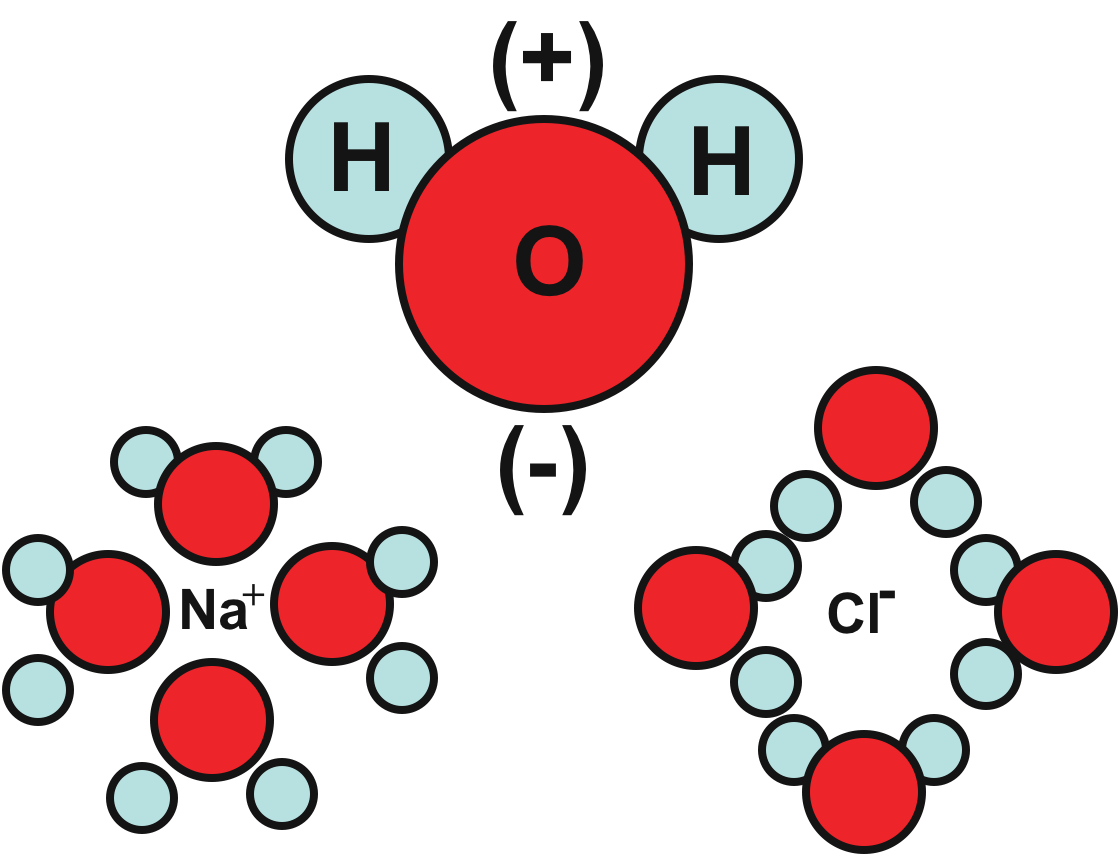 (+)
H H
O
(-)
Na+
Cl-